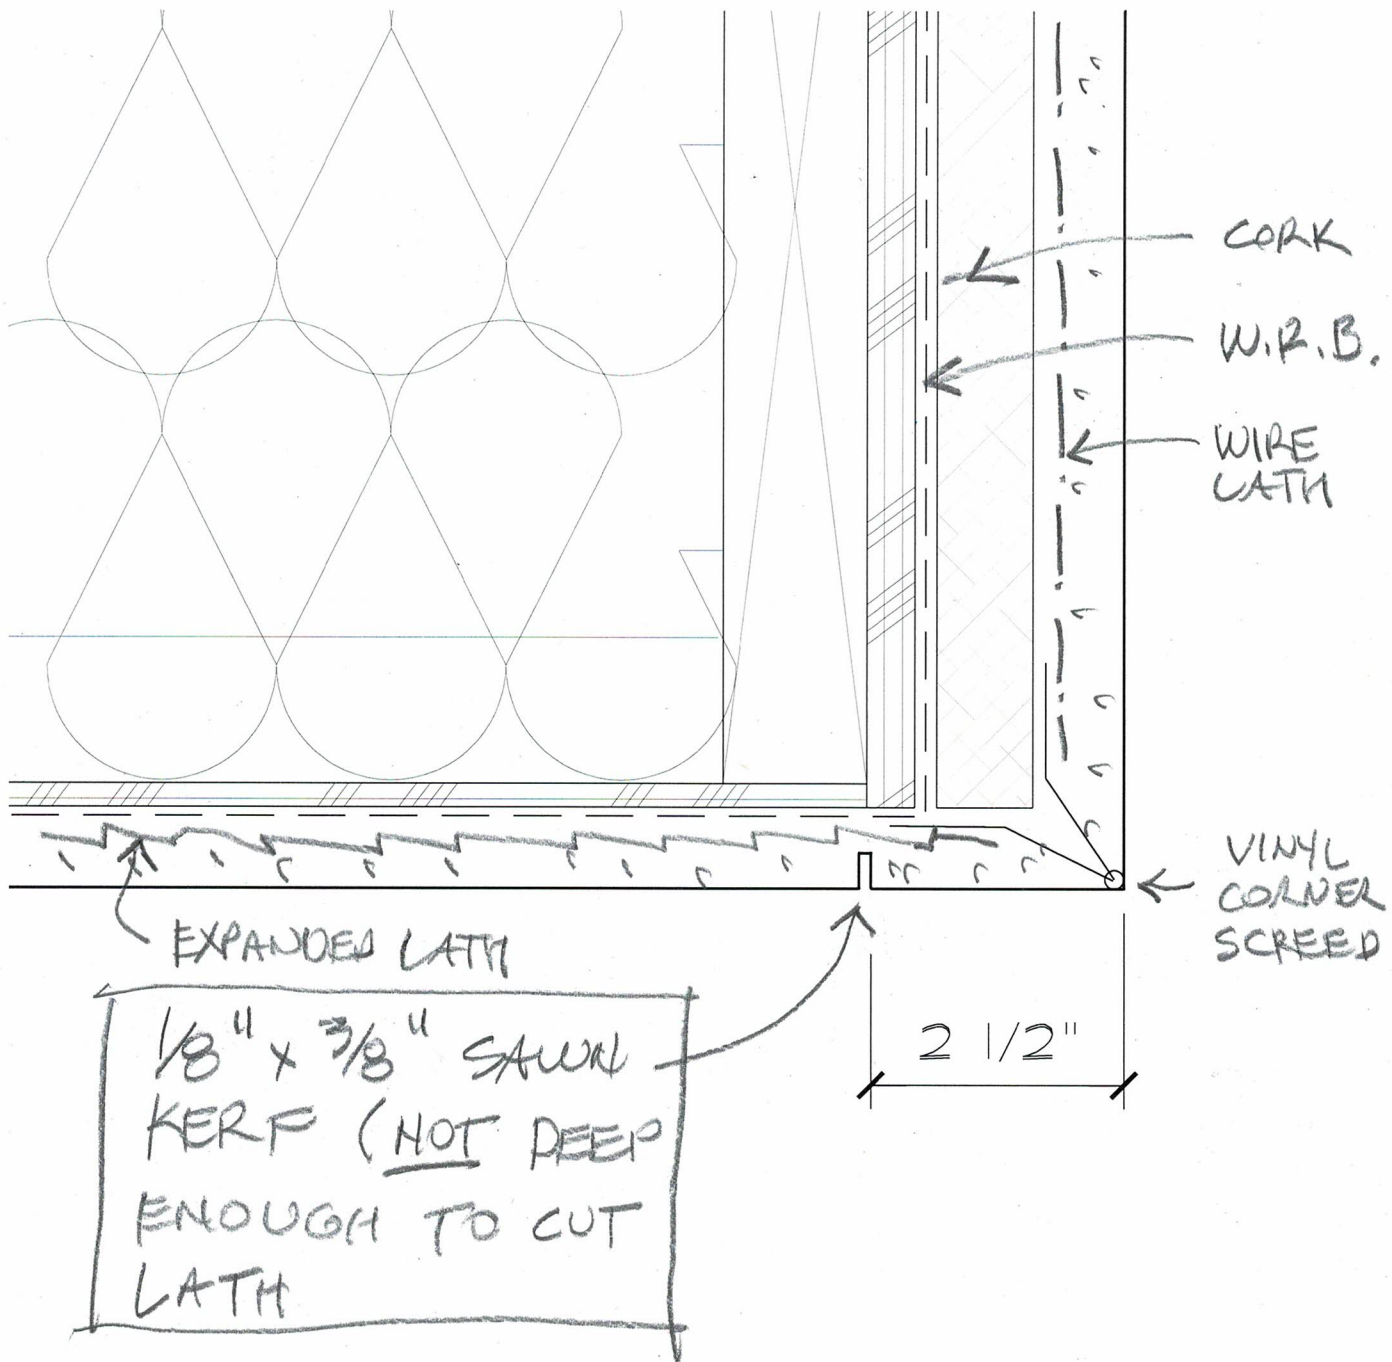 CORK
W.R.B.
WIRE
LATH
VINYL
CORNER
SCREED
EXPANDED LATH
1/8" x 3/8" SAWN
KERF (NOT DEEP
ENOUGH TO CUT
LATH
2 1/2"